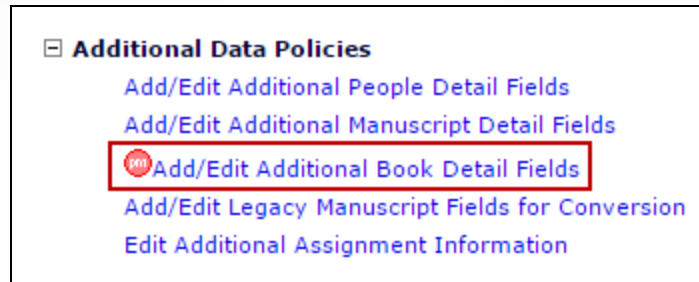 Additional Data Policies
Add/Edit Additional People Detail Fields
Add/Edit Additional Manuscript Detail Fields
pm Add/Edit Additional Book Detail Fields
Add/Edit Legacy Manuscript Fields for Conversion
Edit Additional Assignment Information